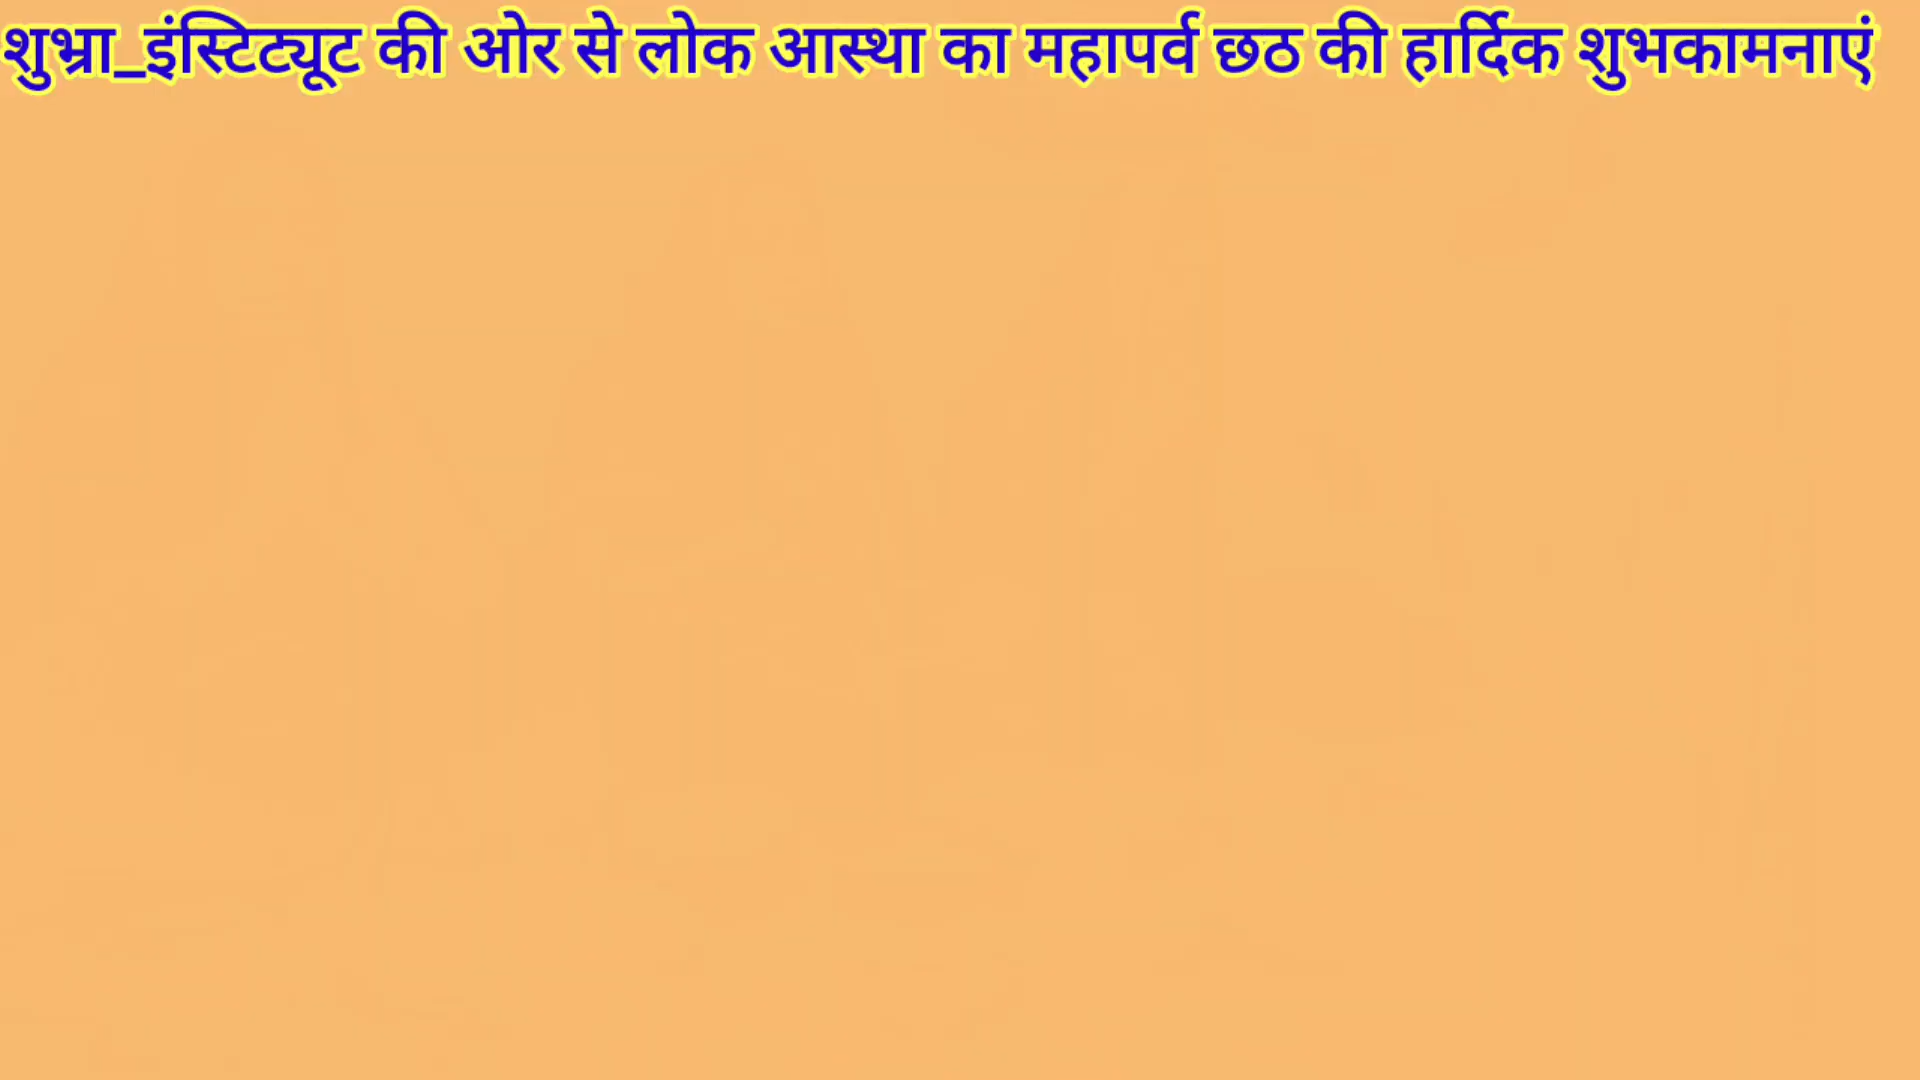 शुभ्रा_इंस्टिट्यूट की ओर से लोक आस्था का महापर्व छठ की हार्दिक शुभकामनाएं